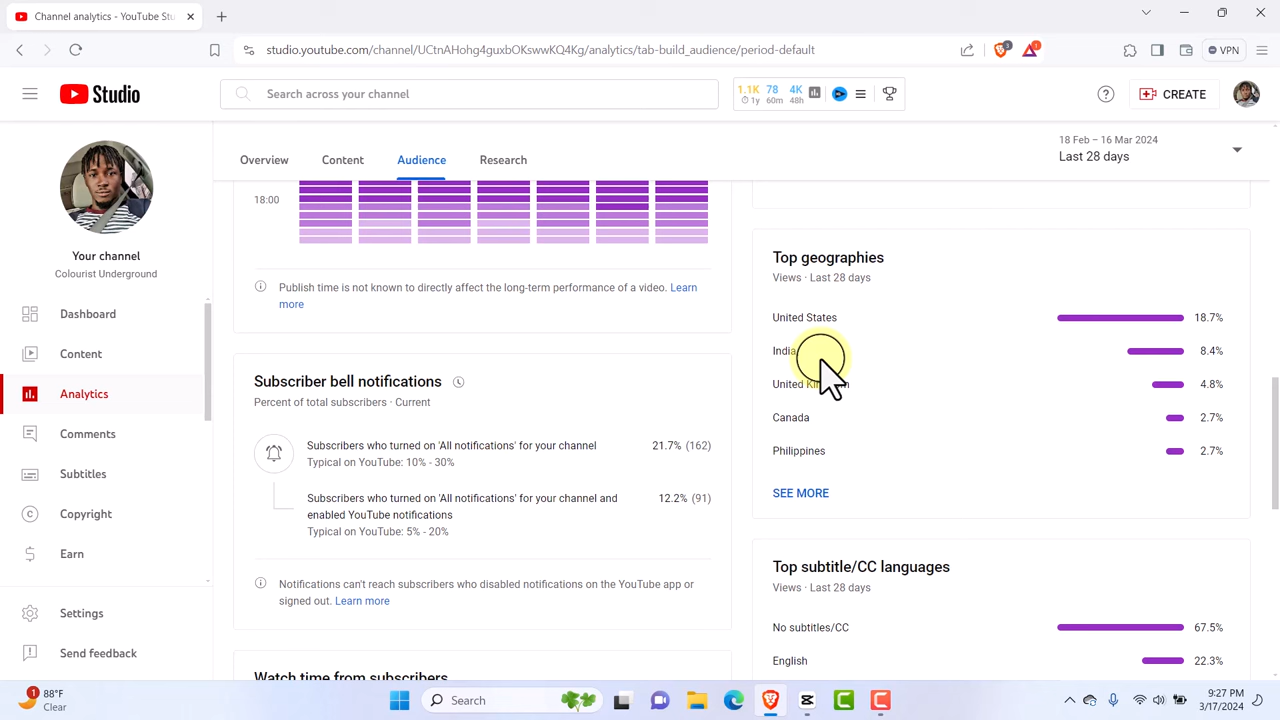 Channel analytics - YouTube Stu
studio.youtube.com/channel/UCtnAHohg4guxbOKswwKQ4Kg/analytics/tab-build_audience/period-default
3
1
VPN
Studio
Search across your channel
1.1K 78 4K
1y 60m 48h
CREATE
Your channel
Colourist Underground
Dashboard
Content
Analytics
Comments
Subtitles
Copyright
Earn
Settings
Send feedback
Overview Content Audience Research
18 Feb – 16 Mar 2024
Last 28 days
18:00
Publish time is not known to directly affect the long-term performance of a video. Learn
more
Subscriber bell notifications
Percent of total subscribers · Current
Subscribers who turned on 'All notifications' for your channel 21.7% (162)
Typical on YouTube: 10% - 30%
Subscribers who turned on 'All notifications' for your channel and 12.2% (91)
enabled YouTube notifications
Typical on YouTube: 5% - 20%
Notifications can't reach subscribers who disabled notifications on the YouTube app or
signed out. Learn more
Watch time from subscribers
Top geographies
Views · Last 28 days
United States 18.7%
India 8.4%
United Kingdom 4.8%
Canada 2.7%
Philippines 2.7%
SEE MORE
Top subtitle/CC languages
Views · Last 28 days
No subtitles/CC 67.5%
English 22.3%
1
88°F
Clear
Search
9:27 PM
3/17/2024